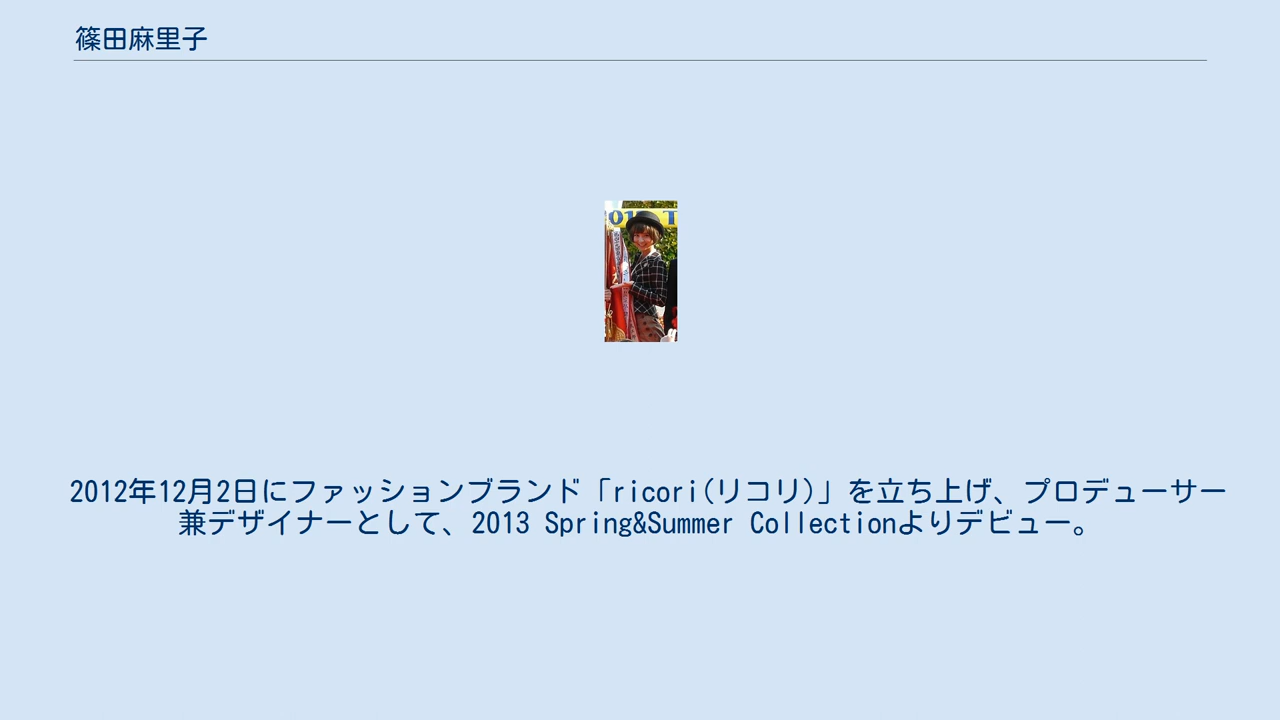 篠田麻里子
2012年12月2日にファッションブランド「ricori(リコリ)」を立ち上げ、プロデューサー
兼デザイナーとして、2013 Spring&Summer Collectionよりデビュー。